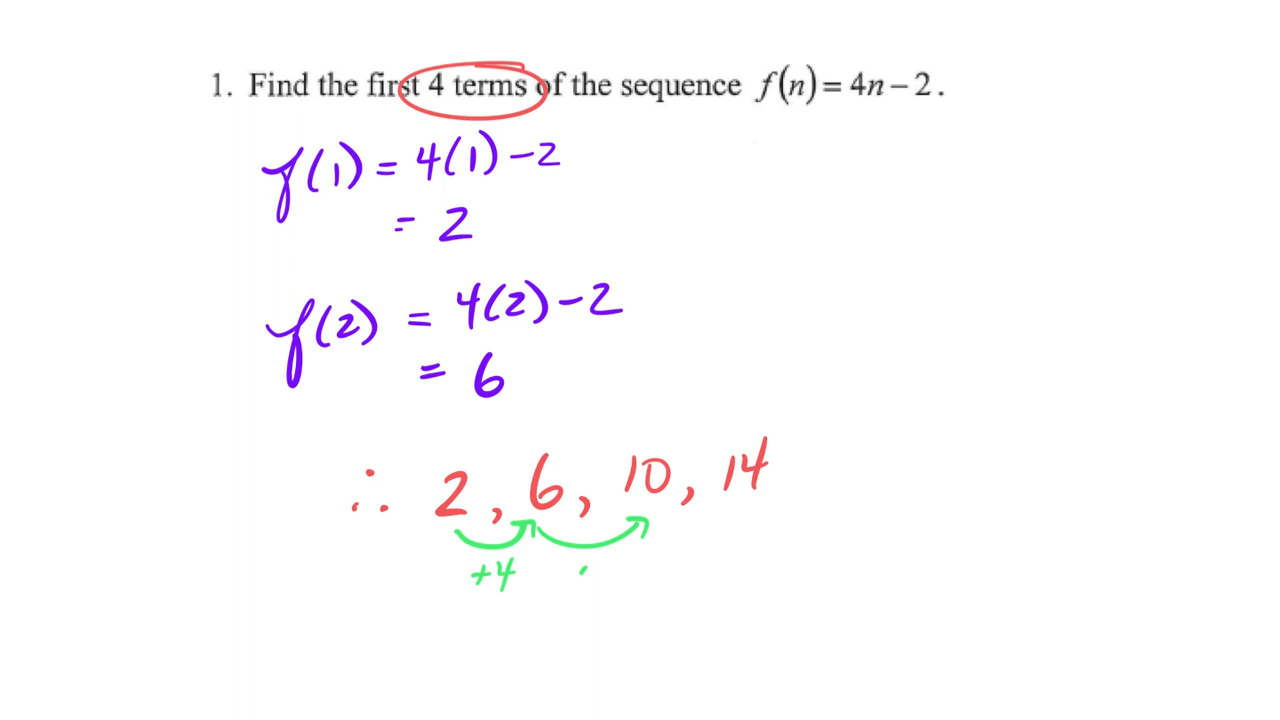 1. Find the first 4 terms of the sequence f(n) = 4n − 2.
f(1) = 4(1) − 2
= 2
f(2) = 4(2) − 2
= 6
∴ 2, 6, 10, 14
+4